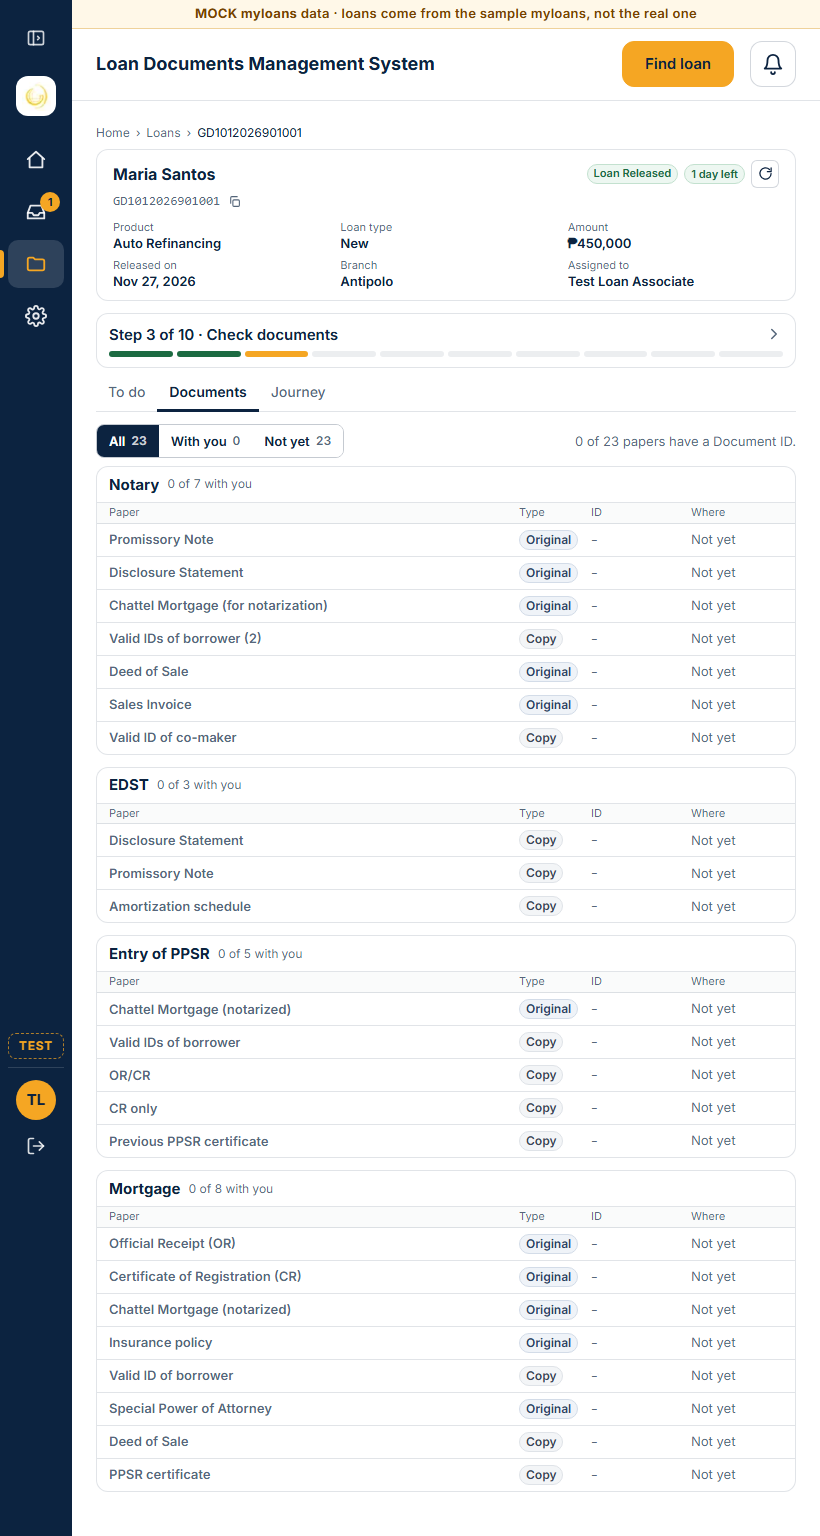 MOCK myloans data · loans come from the sample myloans, not the real one
Loan Documents Management System
Find loan
Home › Loans › GD1012026901001
Maria Santos
Loan Released
1 day left
GD1012026901001
Product Loan type Amount
Auto Refinancing New ₱450,000
Released on Branch Assigned to
Nov 27, 2026 Antipolo Test Loan Associate
1
Step 3 of 10 · Check documents
To do Documents Journey
All 23 With you 0 Not yet 23
0 of 23 papers have a Document ID.
Notary 0 of 7 with you
Paper Type ID Where
Promissory Note Original – Not yet
Disclosure Statement Original – Not yet
Chattel Mortgage (for notarization) Original – Not yet
Valid IDs of borrower (2) Copy – Not yet
Deed of Sale Original – Not yet
Sales Invoice Original – Not yet
Valid ID of co-maker Copy – Not yet
EDST 0 of 3 with you
Paper Type ID Where
Disclosure Statement Copy – Not yet
Promissory Note Copy – Not yet
Amortization schedule Copy – Not yet
Entry of PPSR 0 of 5 with you
Paper Type ID Where
Chattel Mortgage (notarized) Original – Not yet
Valid IDs of borrower Copy – Not yet
OR/CR Copy – Not yet
CR only Copy – Not yet
Previous PPSR certificate Copy – Not yet
TEST
TL
Mortgage 0 of 8 with you
Paper Type ID Where
Official Receipt (OR) Original – Not yet
Certificate of Registration (CR) Original – Not yet
Chattel Mortgage (notarized) Original – Not yet
Insurance policy Original – Not yet
Valid ID of borrower Copy – Not yet
Special Power of Attorney Original – Not yet
Deed of Sale Copy – Not yet
PPSR certificate Copy – Not yet